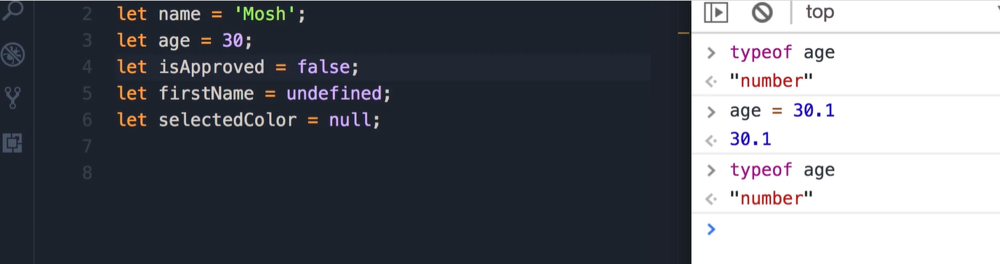 2 let name = 'Mosh';
3 let age = 30;
4 let isApproved = false;
5 let firstName = undefined;
6 let selectedColor = null;
7
8
top
> typeof age
<· "number"
> age = 30.1
<· 30.1
> typeof age
<· "number"
>